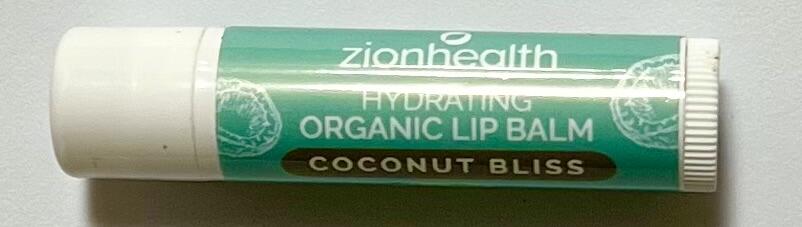 zionhealth
HYDRATING
ORGANIC LIP BALM
COCONUT BLISS